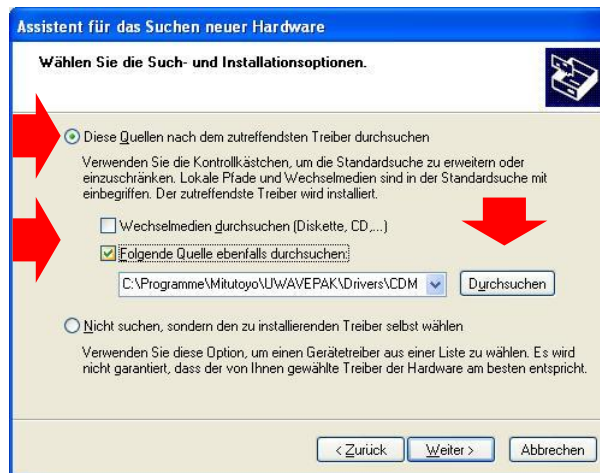 Assistent für das Suchen neuer Hardware
Wählen Sie die Such- und Installationsoptionen.
Diese Quellen nach dem zutreffendsten Treiber durchsuchen
Verwenden Sie die Kontrollkästchen, um die Standardsuche zu erweitern oder
einzuschränken. Lokale Pfade und Wechselmedien sind in der Standardsuche mit
einbegriffen. Der zutreffendste Treiber wird installiert.
Wechselmedien durchsuchen (Diskette, CD,...)
Folgende Quelle ebenfalls durchsuchen:
C:\Programme\Mitutoyo\UWAVEPAK\Drivers\CDM
Durchsuchen
Nicht suchen, sondern den zu installierenden Treiber selbst wählen
Verwenden Sie diese Option, um einen Gerätetreiber aus einer Liste zu wählen. Es wird
nicht garantiert, dass der von Ihnen gewählte Treiber der Hardware am besten entspricht.
< Zurück
Weiter >
Abbrechen